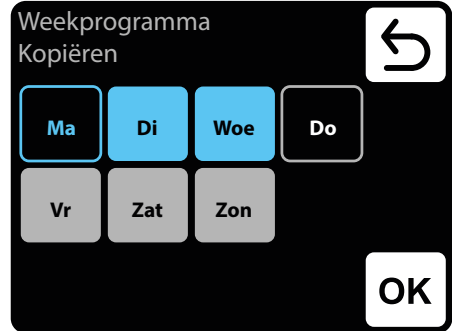 Weekprogramma
Kopiëren
Ma Di Woe Do
Vr Zat Zon
OK